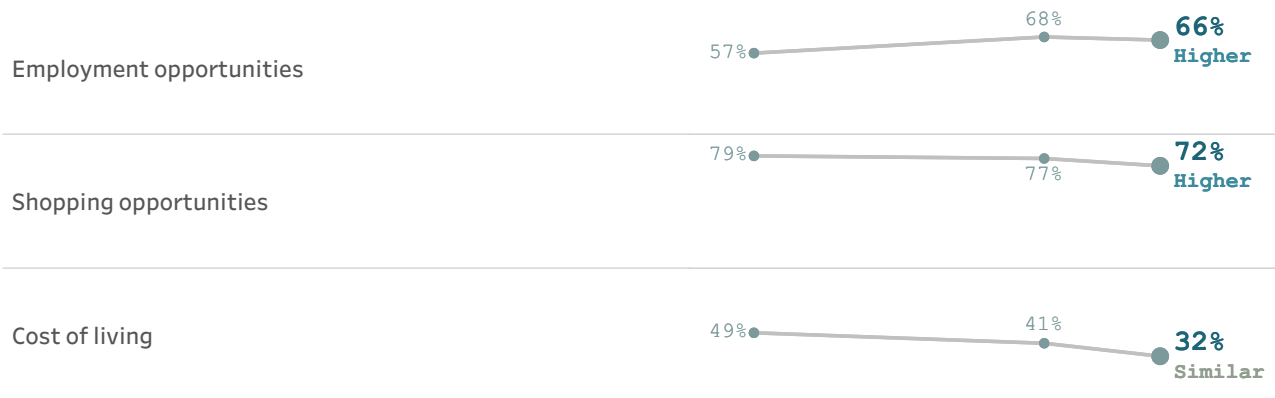 68%
66%
57%
Higher
Employment opportunities
79%
72%
77%
Higher
Shopping opportunities
49%
41%
32%
Cost of living
Similar